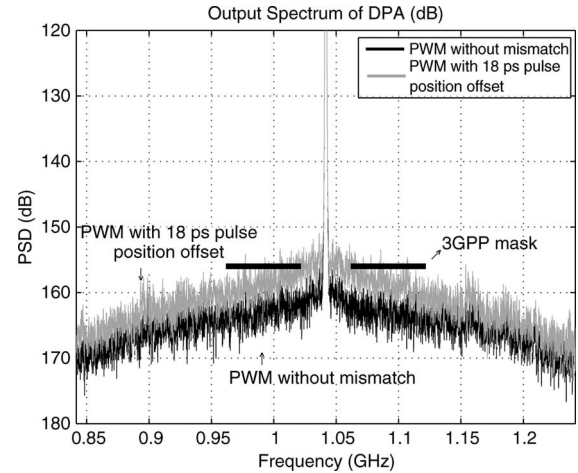 Output Spectrum of DPA (dB)
120
PWM without mismatch
PWM with 18 ps pulse
position offset
130
140
PSD (dB)
150
PWM with 18 ps pulse
position offset
3GPP mask
160
170
PWM without mismatch
180
0.85
0.9
0.95
1
1.05
1.1
1.15
1.2
Frequency (GHz)